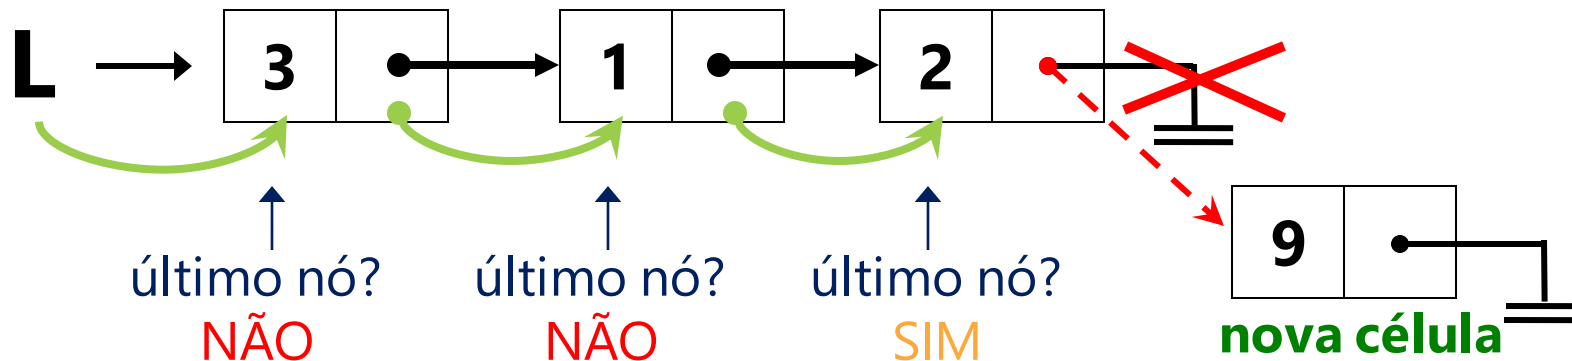 L 3 1 2
9
último nó? último nó? último nó?
NÃO NÃO SIM
nova célula